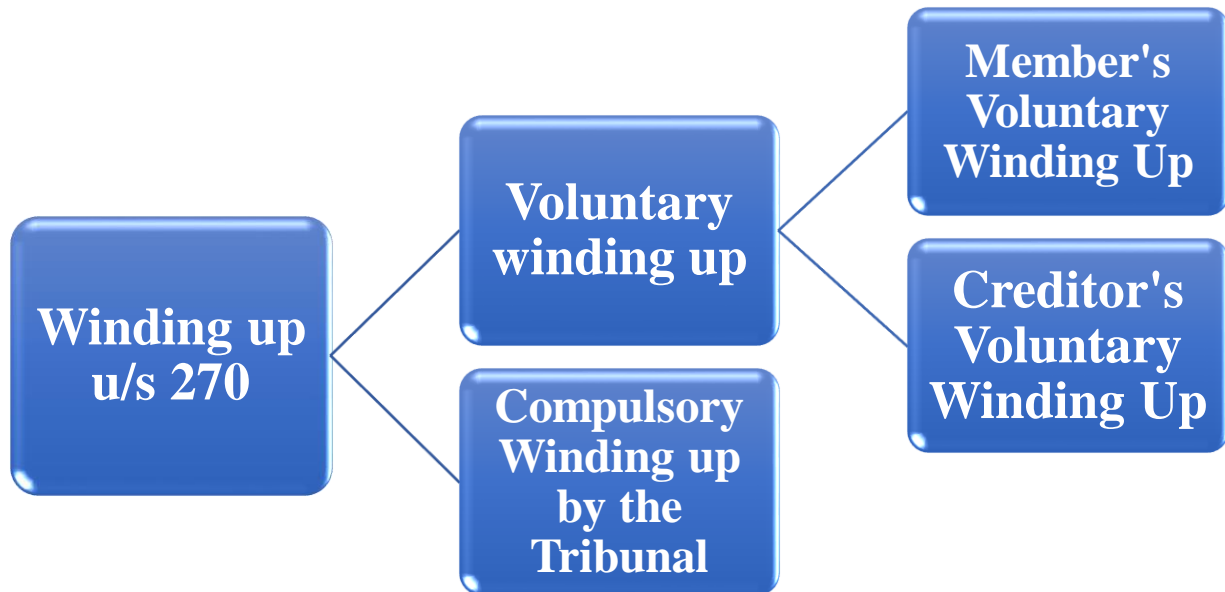 Winding up
u/s 270
Voluntary
winding up
Compulsory
Winding up
by the
Tribunal
Member's
Voluntary
Winding Up
Creditor's
Voluntary
Winding Up